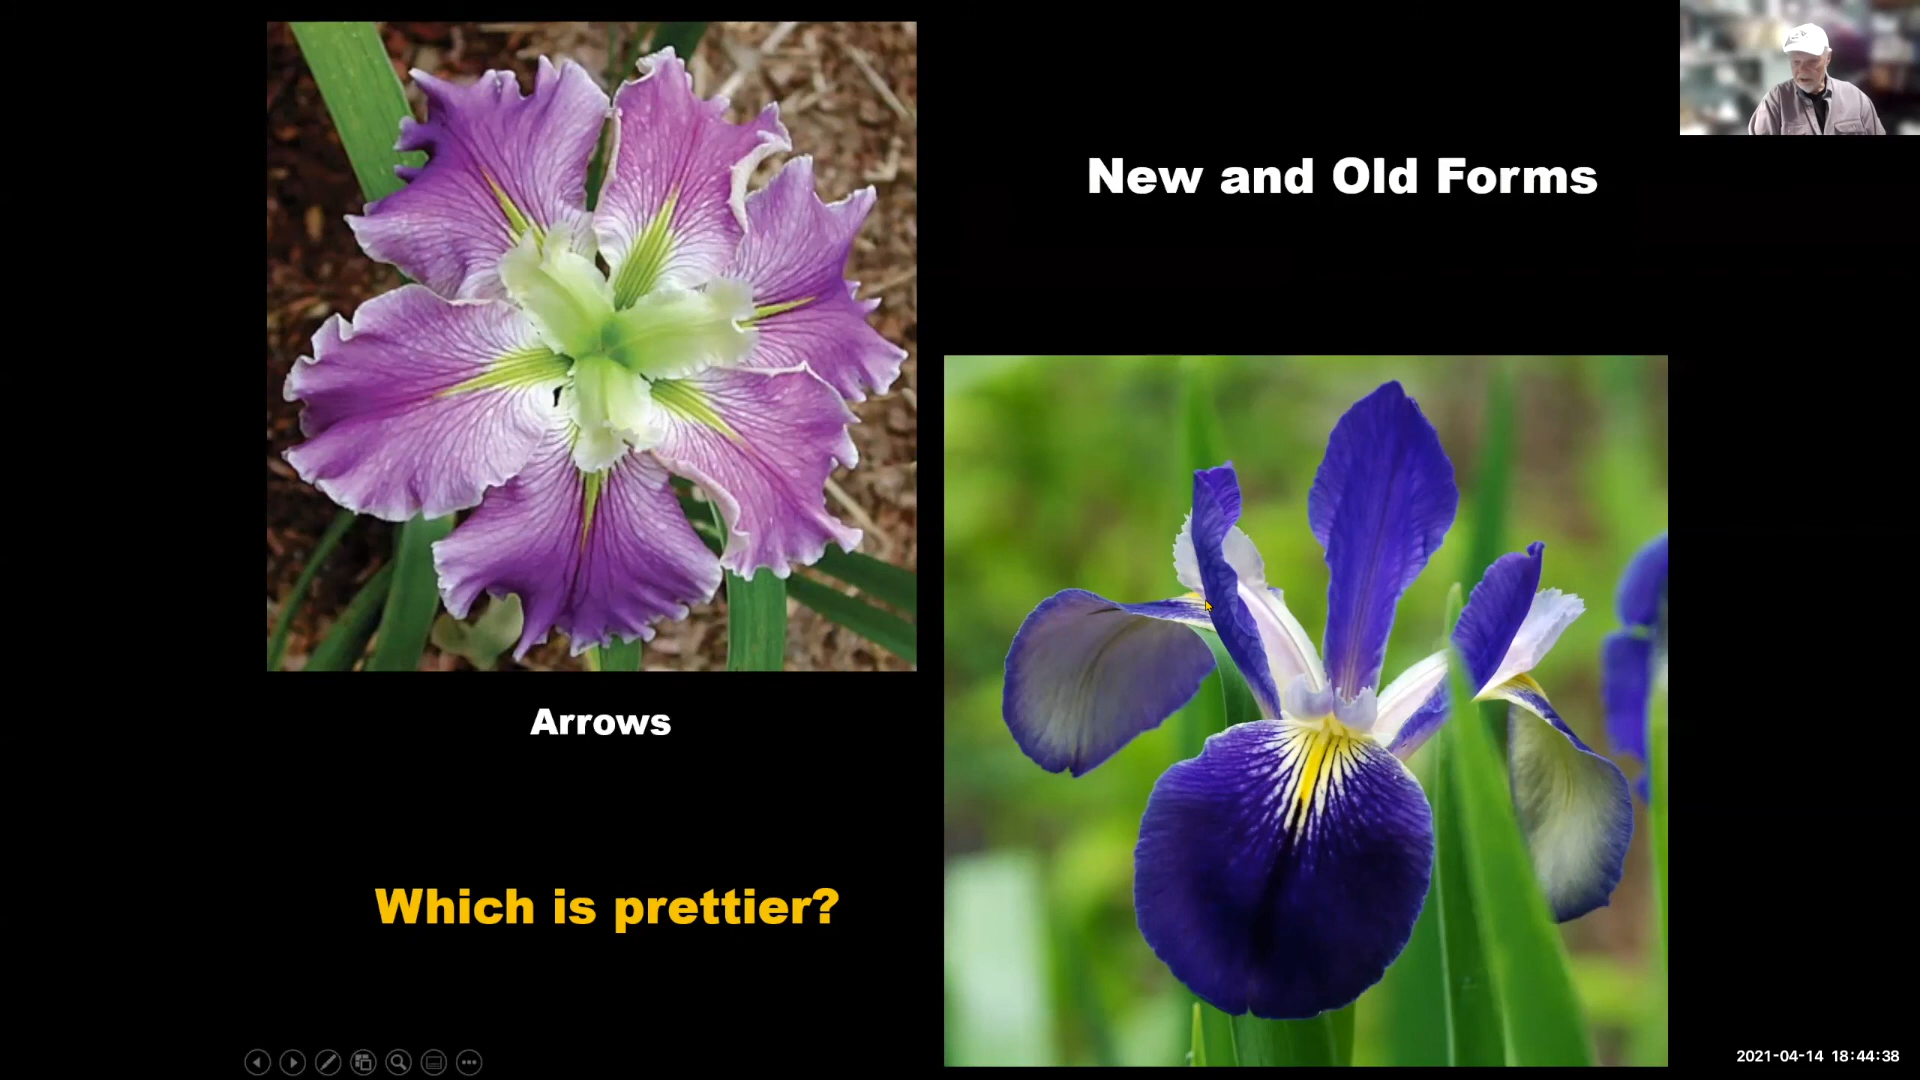 New and Old Forms
Arrows
Which is prettier?
2021-04-14 18:44:38